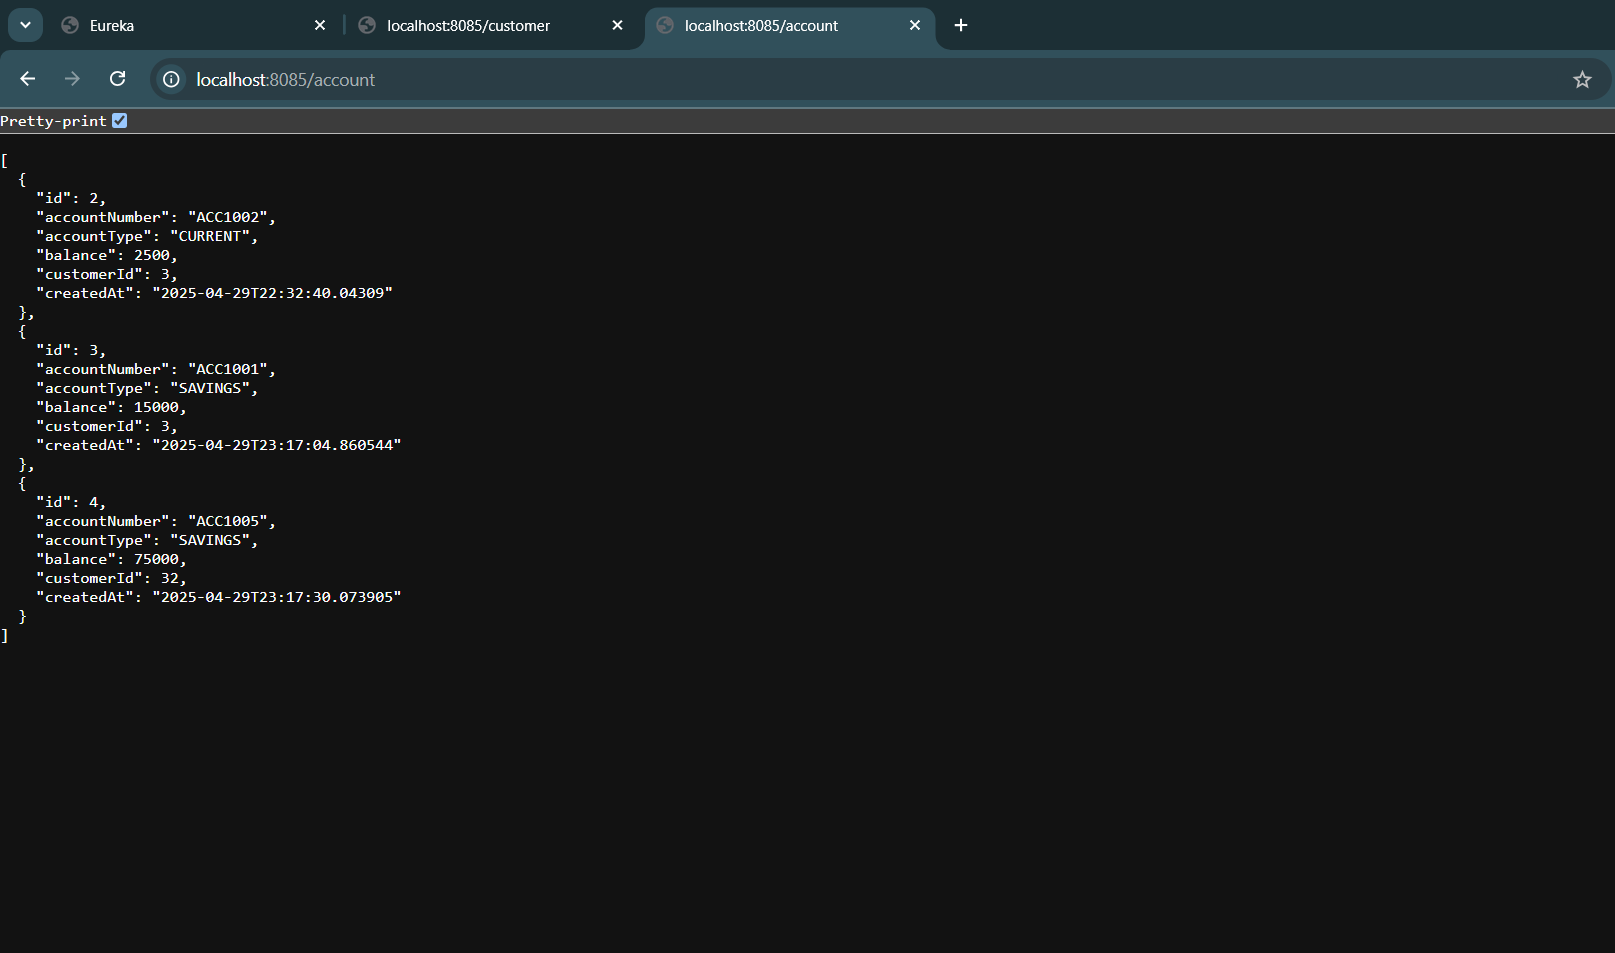 Eureka
localhost:8085/customer
localhost:8085/account
localhost:8085/account
Pretty-print
[
  {
    "id": 2,
    "accountNumber": "ACC1002",
    "accountType": "CURRENT",
    "balance": 2500,
    "customerId": 3,
    "createdAt": "2025-04-29T22:32:40.04309"
  },
  {
    "id": 3,
    "accountNumber": "ACC1001",
    "accountType": "SAVINGS",
    "balance": 15000,
    "customerId": 3,
    "createdAt": "2025-04-29T23:17:04.860544"
  },
  {
    "id": 4,
    "accountNumber": "ACC1005",
    "accountType": "SAVINGS",
    "balance": 75000,
    "customerId": 32,
    "createdAt": "2025-04-29T23:17:30.073905"
  }
]